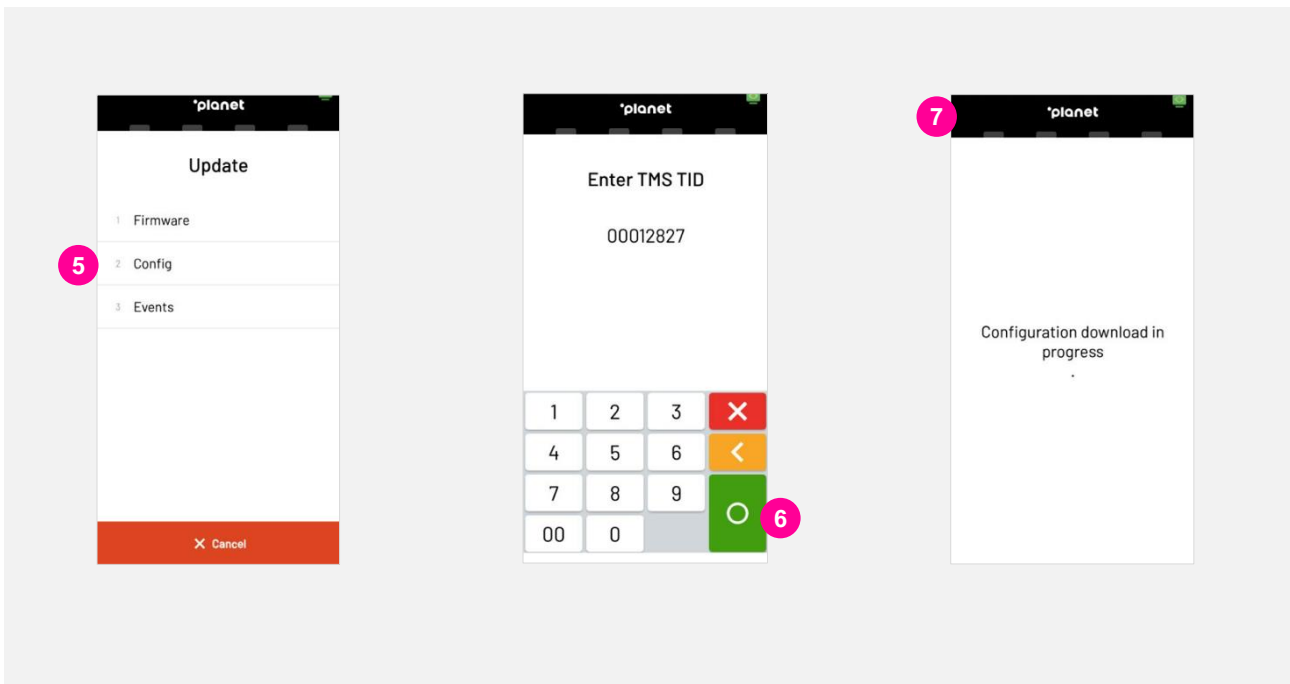 planet
Update
1 Firmware
5
2 Config
3 Events
X Cancel
planet
Enter TMS TID
00012827
1 2 3
4 5 6
7 8 9
00 0
6
7
planet
Configuration download in
progress
.